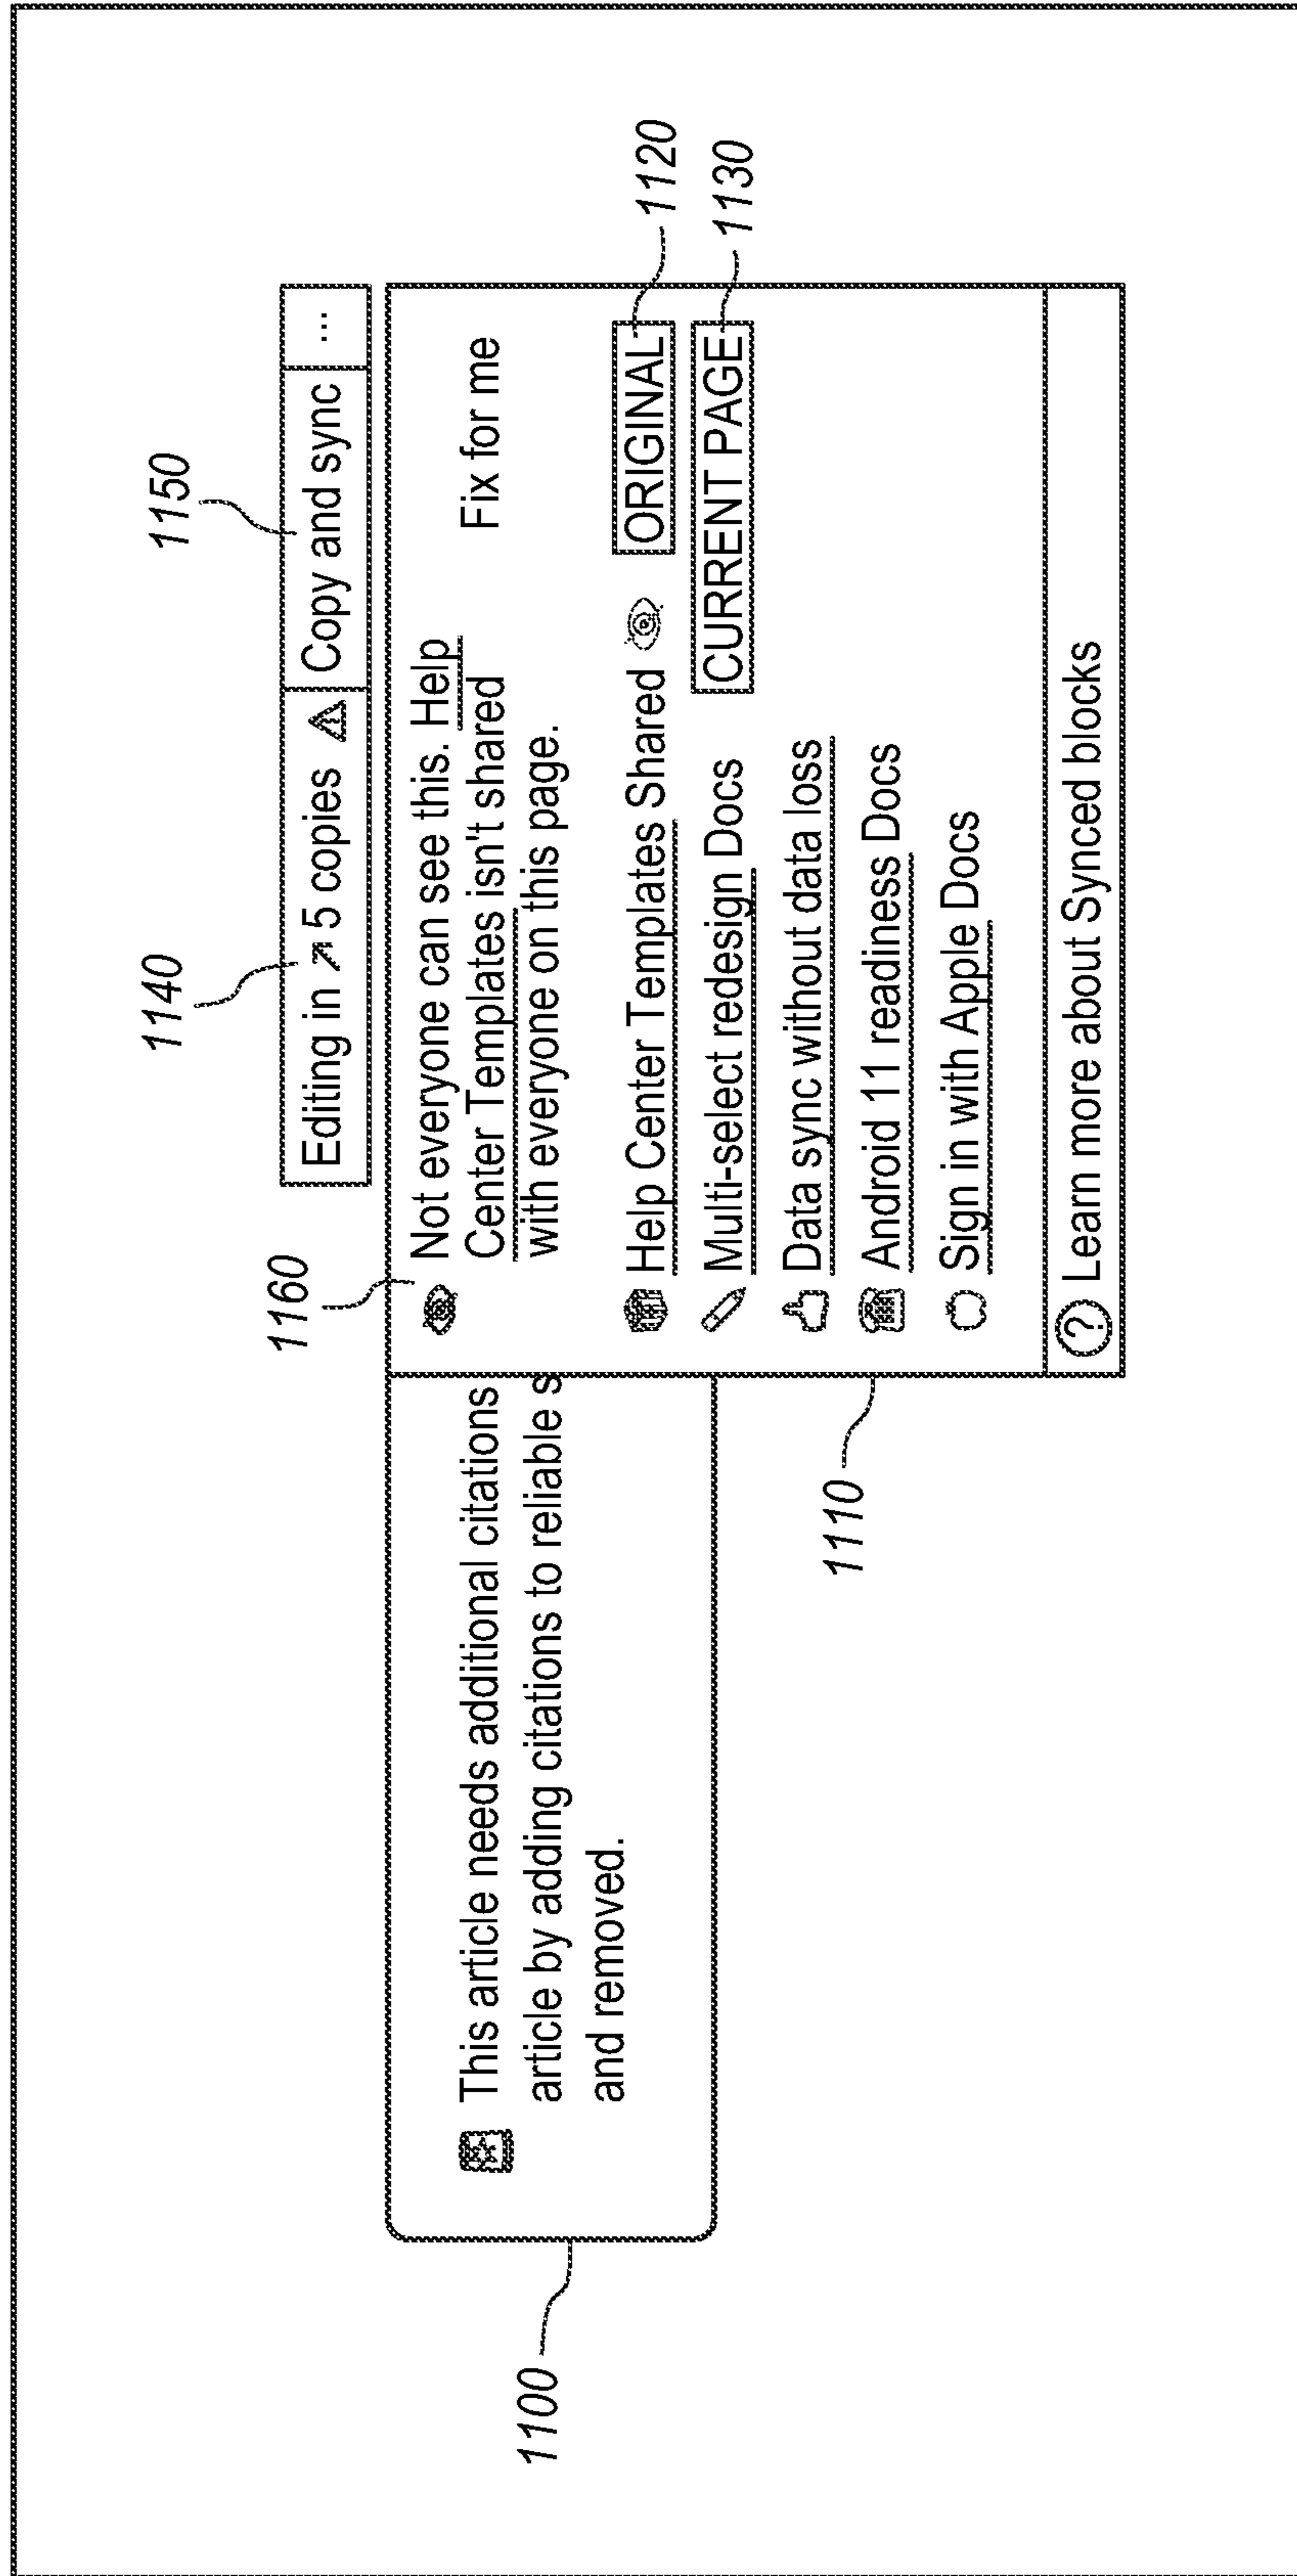 1140
1150
Editing in ↗ 5 copies ⚠ Copy and sync ...
1160
Not everyone can see this. Help
Center Templates isn't shared
with everyone on this page.
Fix for me
Help Center Templates Shared ORIGINAL
1120
Multi-select redesign Docs CURRENT PAGE
1130
Data sync without data loss
Android 11 readiness Docs
Sign in with Apple Docs
? Learn more about Synced blocks
This article needs additional citations
article by adding citations to reliable s
and removed.
1100
1110